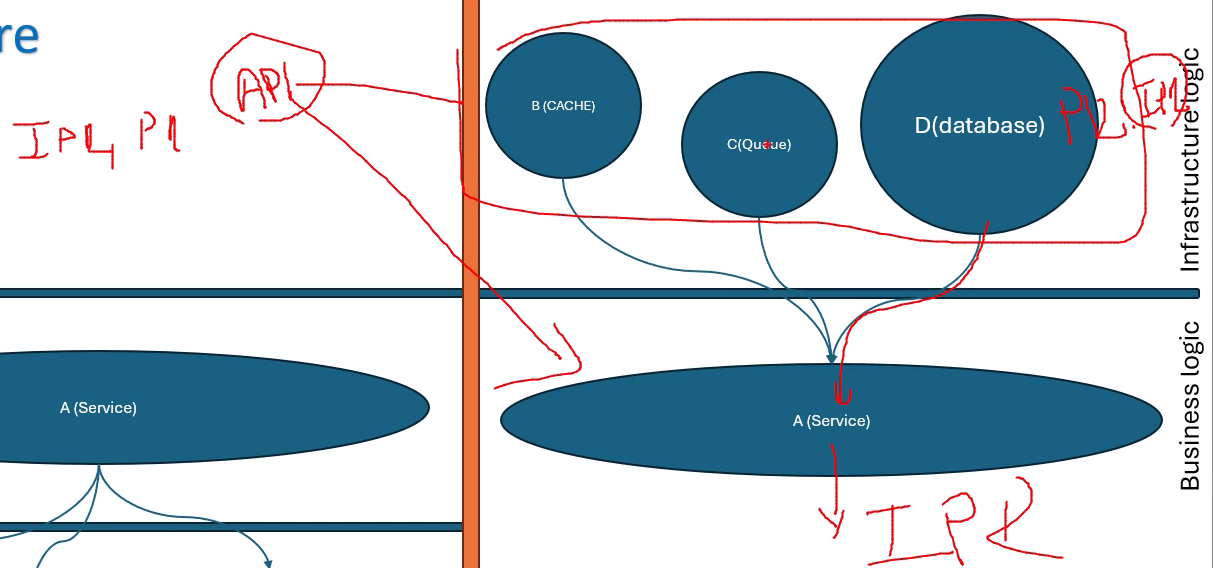 re
API
B (CACHE)
C(Queue)
D(database)
Infrastructure logic
A (Service)
A (Service)
Business logic